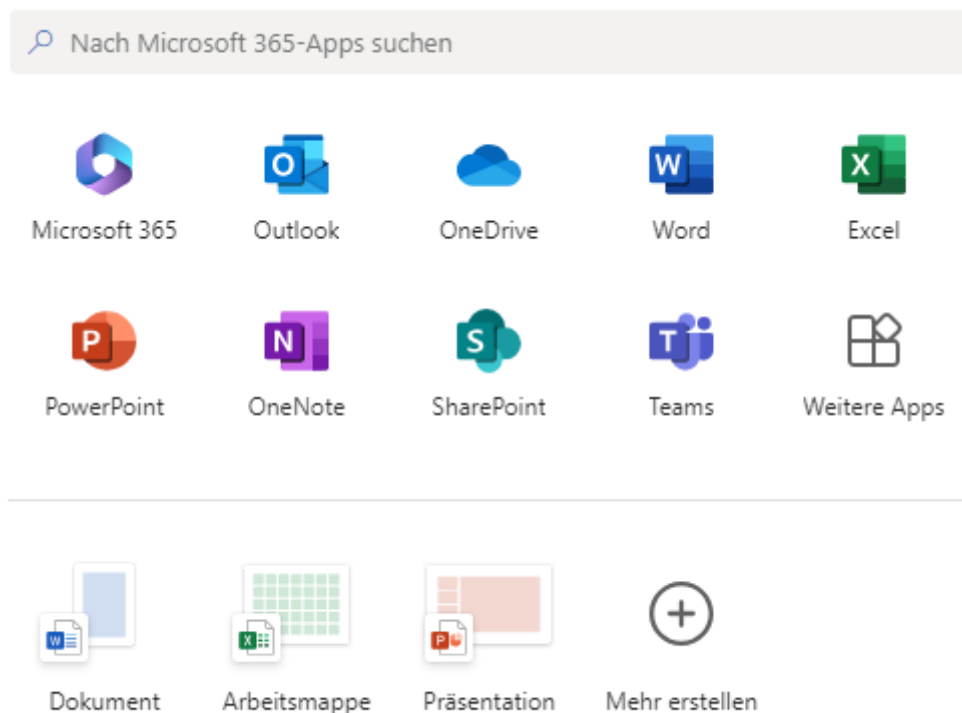 Nach Microsoft 365-Apps suchen
O W X
Microsoft 365 Outlook OneDrive Word Excel
P N S T
PowerPoint OneNote SharePoint Teams Weitere Apps
W X P
Dokument Arbeitsmappe Präsentation Mehr erstellen